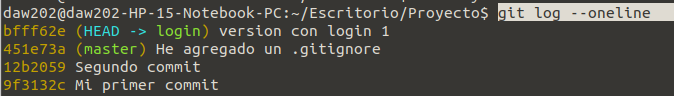 daw202@daw202-HP-15-Notebook-PC:~/Escritorio/Proyecto$ git log --oneline
bfff62e (HEAD -> login) version con login 1
451e73a (master) He agregado un .gitignore
12b2059 Segundo commit
9f3132c Mi primer commit